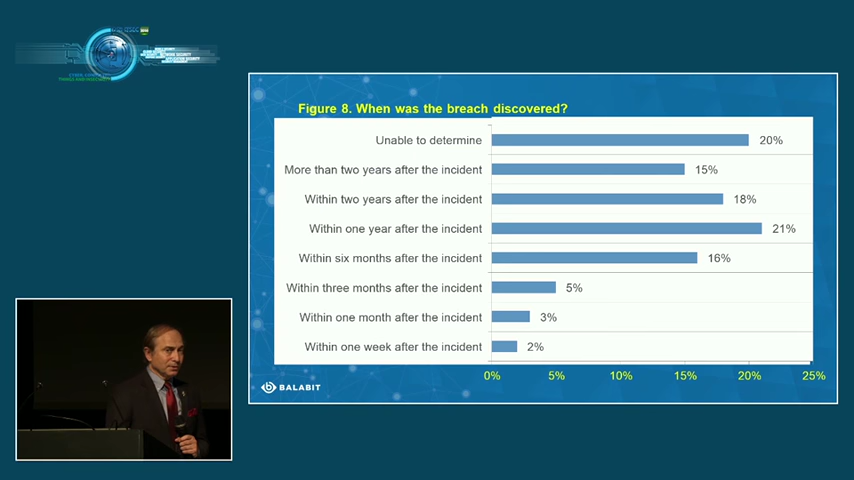 Figure 8. When was the breach discovered?
Unable to determine 20%
More than two years after the incident 15%
Within two years after the incident 18%
Within one year after the incident 21%
Within six months after the incident 16%
Within three months after the incident 5%
Within one month after the incident 3%
Within one week after the incident 2%
0% 5% 10% 15% 20% 25%
BALABIT